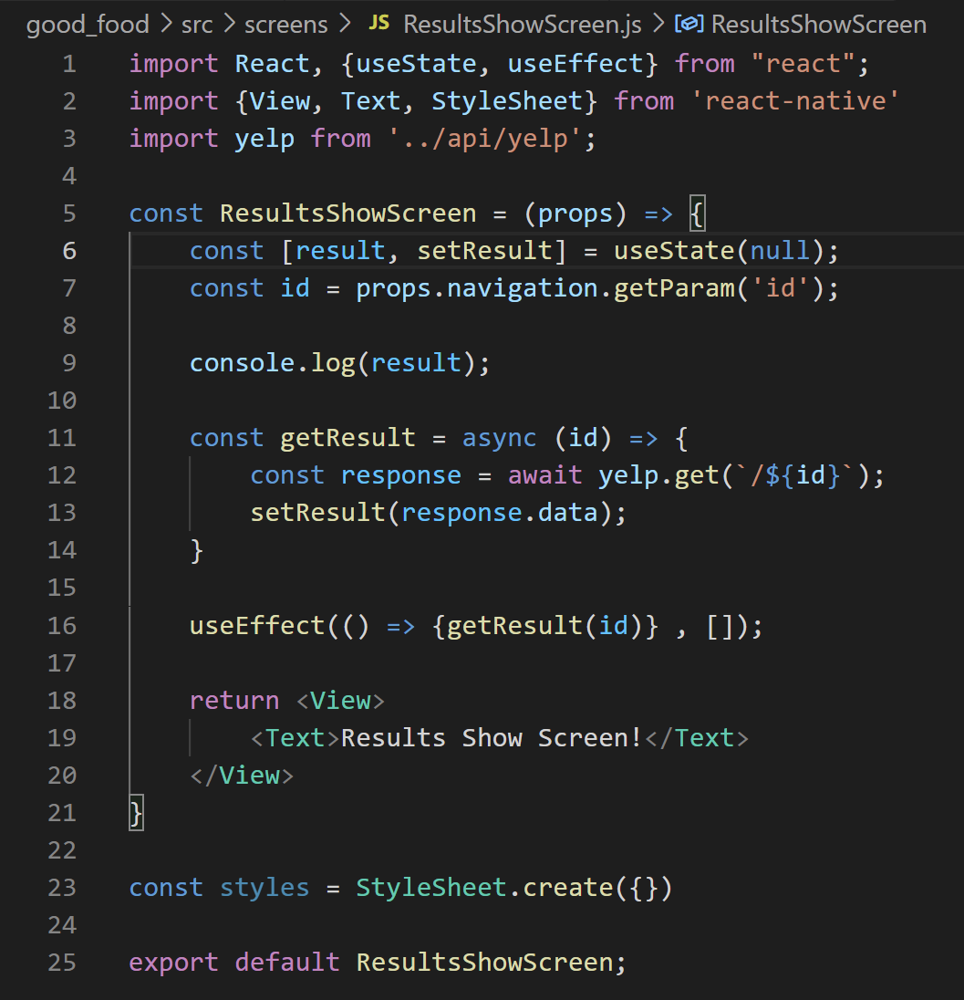 good_food > src > screens > JS ResultsShowScreen.js > ResultsShowScreen
1 import React, {useState, useEffect} from "react";
2 import {View, Text, StyleSheet} from 'react-native'
3 import yelp from '../api/yelp';
4
5 const ResultsShowScreen = (props) => {
6     const [result, setResult] = useState(null);
7     const id = props.navigation.getParam('id');
8
9     console.log(result);
10
11     const getResult = async (id) => {
12         const response = await yelp.get(`/${id}`);
13         setResult(response.data);
14     }
15
16     useEffect(() => {getResult(id)} , []);
17
18     return <View>
19         <Text>Results Show Screen!</Text>
20     </View>
21 }
22
23 const styles = StyleSheet.create({})
24
25 export default ResultsShowScreen;